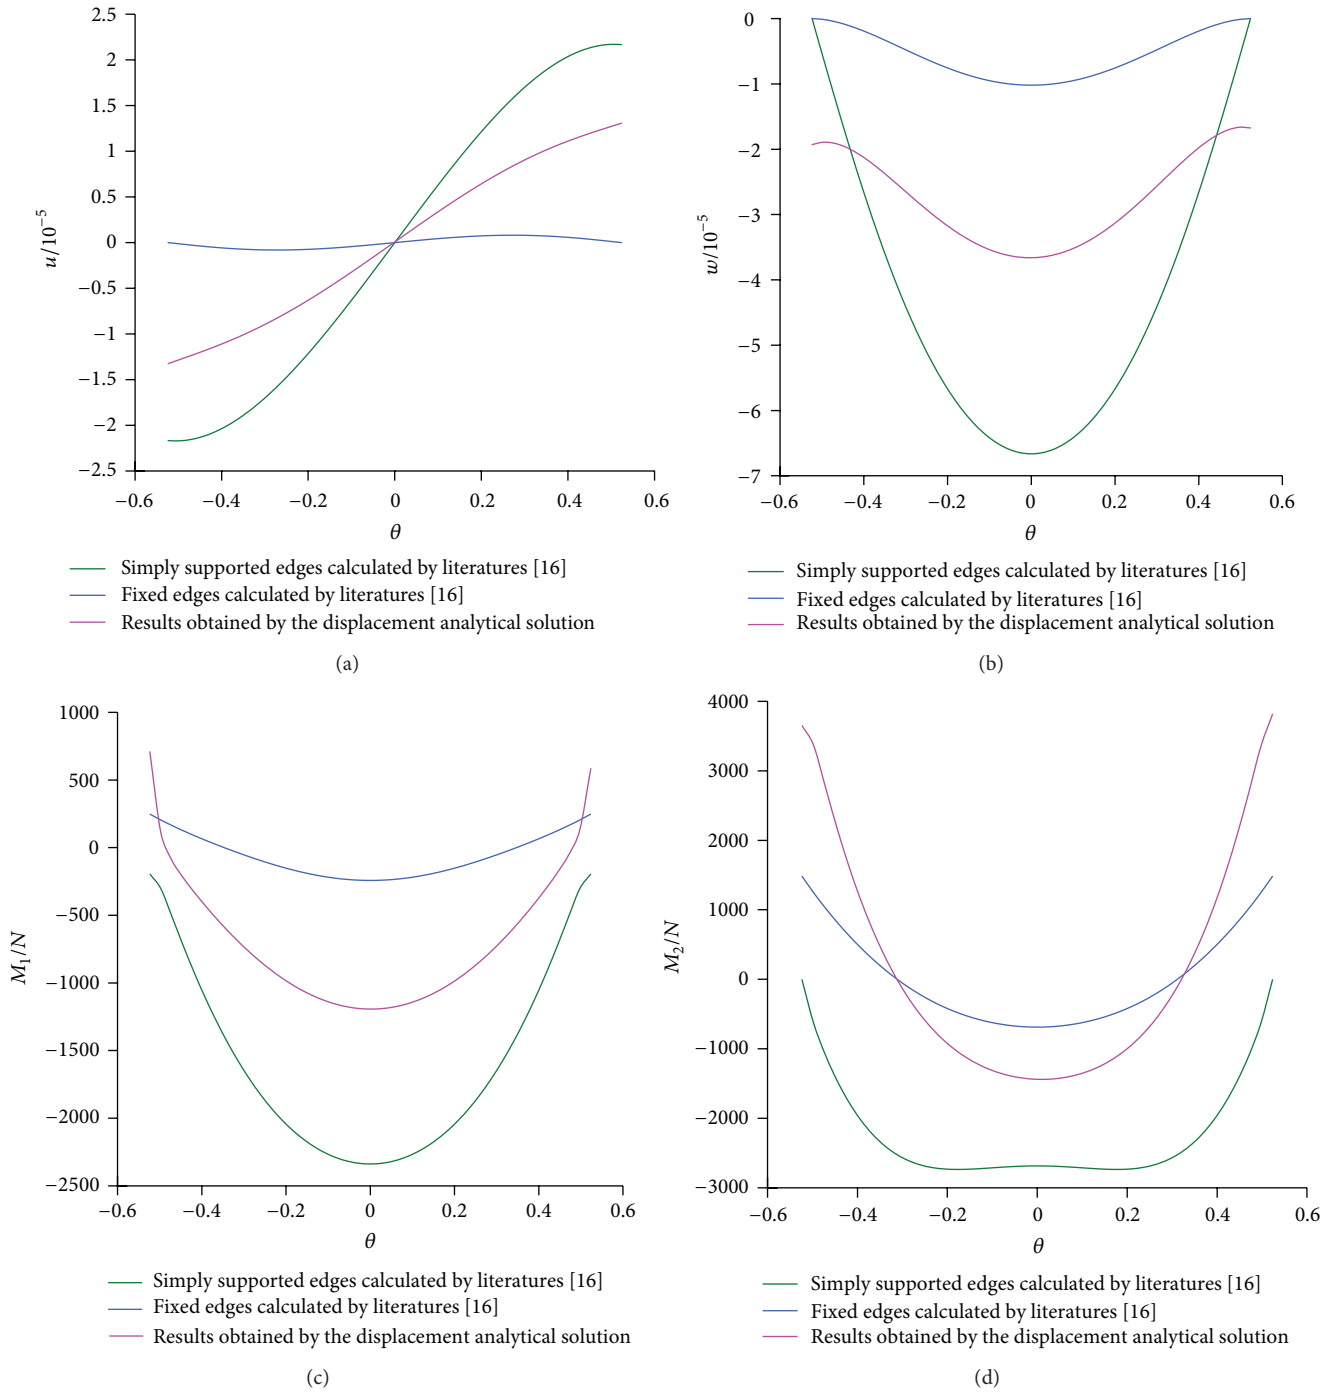 2.5
2
1.5
1
0.5
0
−0.5
−1
−1.5
−2
−2.5
u/10⁻⁵
−0.6 −0.4 −0.2 0 0.2 0.4 0.6
θ
Simply supported edges calculated by literatures [16]
Fixed edges calculated by literatures [16]
Results obtained by the displacement analytical solution
(a)
0
−1
−2
−3
−4
−5
−6
−7
w/10⁻⁵
−0.6 −0.4 −0.2 0 0.2 0.4 0.6
θ
Simply supported edges calculated by literatures [16]
Fixed edges calculated by literatures [16]
Results obtained by the displacement analytical solution
(b)
1000
500
0
−500
−1000
−1500
−2000
−2500
M₁/N
−0.6 −0.4 −0.2 0 0.2 0.4 0.6
θ
Simply supported edges calculated by literatures [16]
Fixed edges calculated by literatures [16]
Results obtained by the displacement analytical solution
(c)
4000
3000
2000
1000
0
−1000
−2000
−3000
M₂/N
−0.6 −0.4 −0.2 0 0.2 0.4 0.6
θ
Simply supported edges calculated by literatures [16]
Fixed edges calculated by literatures [16]
Results obtained by the displacement analytical solution
(d)